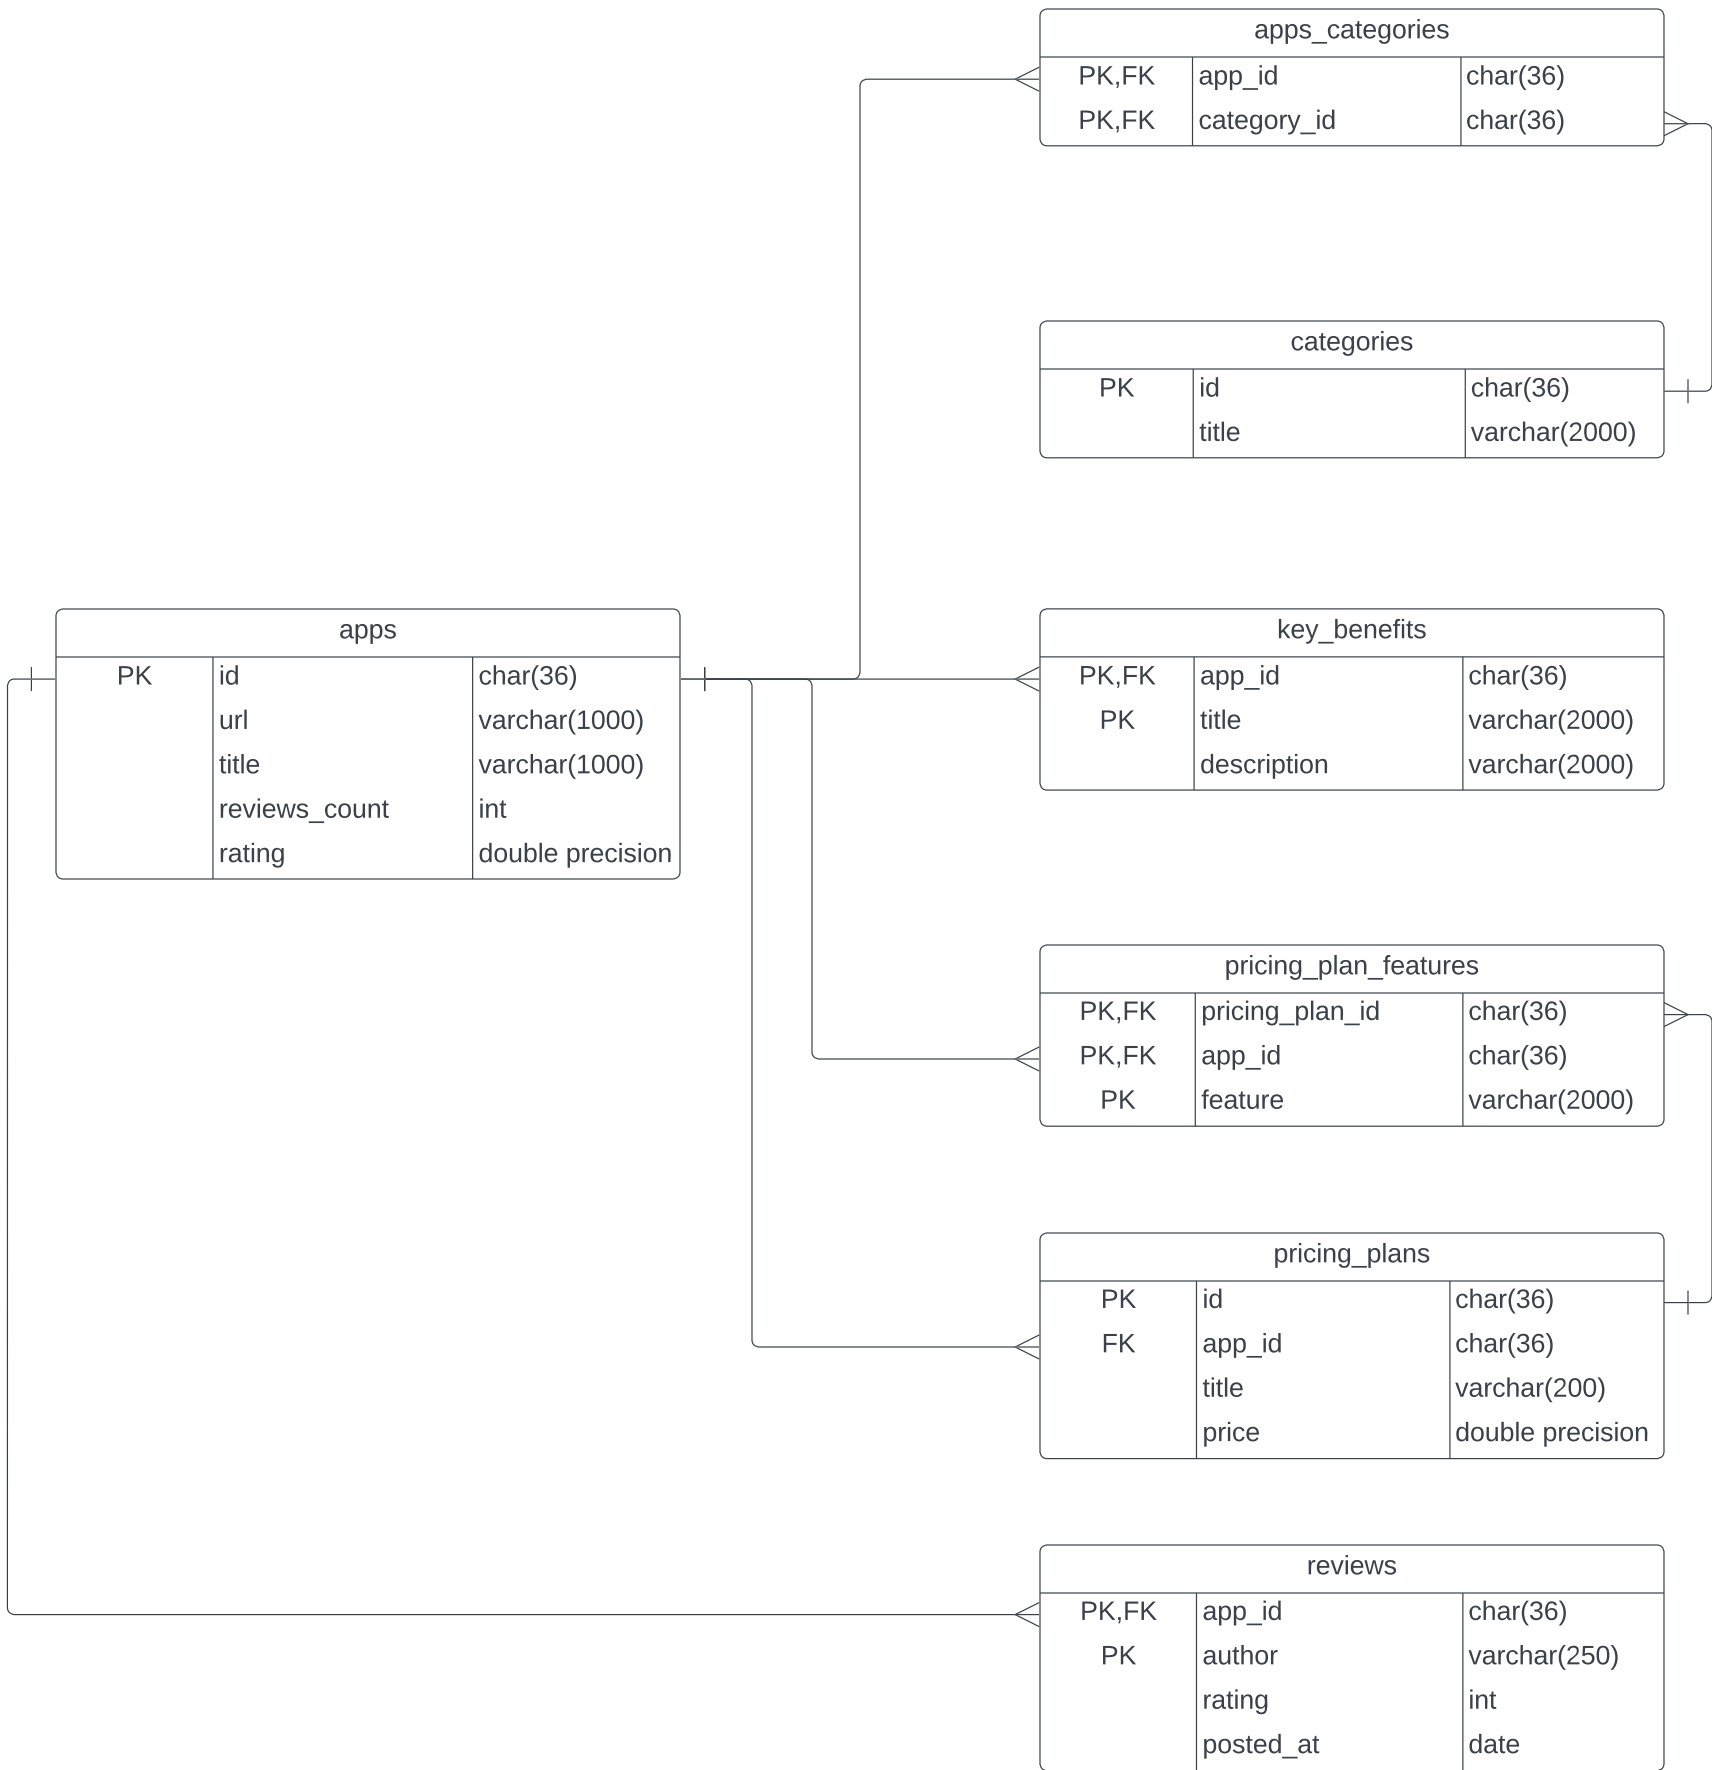 apps_categories
PK,FK app_id char(36)
PK,FK category_id char(36)
categories
PK id char(36)
title varchar(2000)
apps
PK id char(36)
url varchar(1000)
title varchar(1000)
reviews_count int
rating double precision
key_benefits
PK,FK app_id char(36)
PK title varchar(2000)
description varchar(2000)
pricing_plan_features
PK,FK pricing_plan_id char(36)
PK,FK app_id char(36)
PK feature varchar(2000)
pricing_plans
PK id char(36)
FK app_id char(36)
title varchar(200)
price double precision
reviews
PK,FK app_id char(36)
PK author varchar(250)
rating int
posted_at date